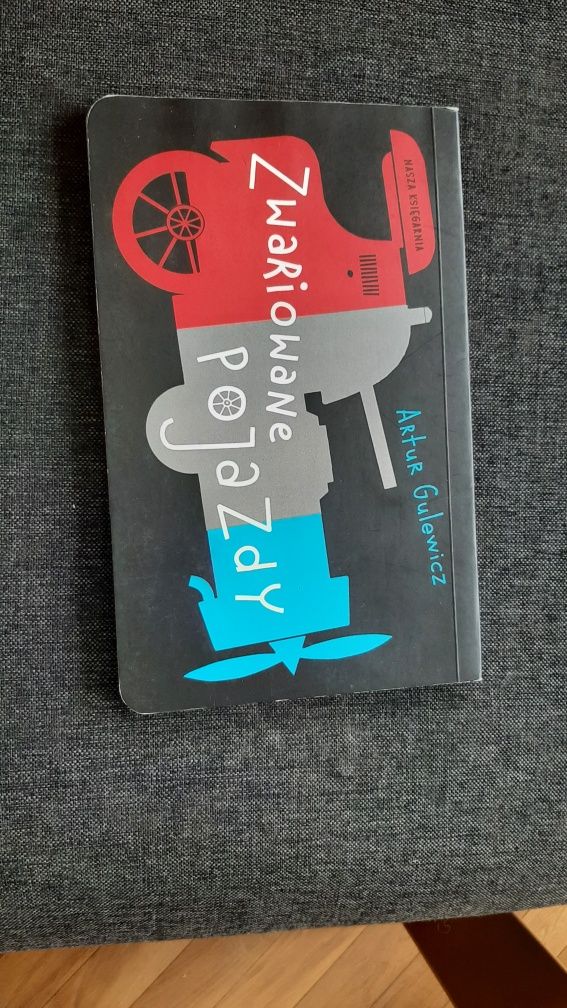 NASZA KSIĘGARNIA
Artur Gulewicz
Zwariowane
pojazdy